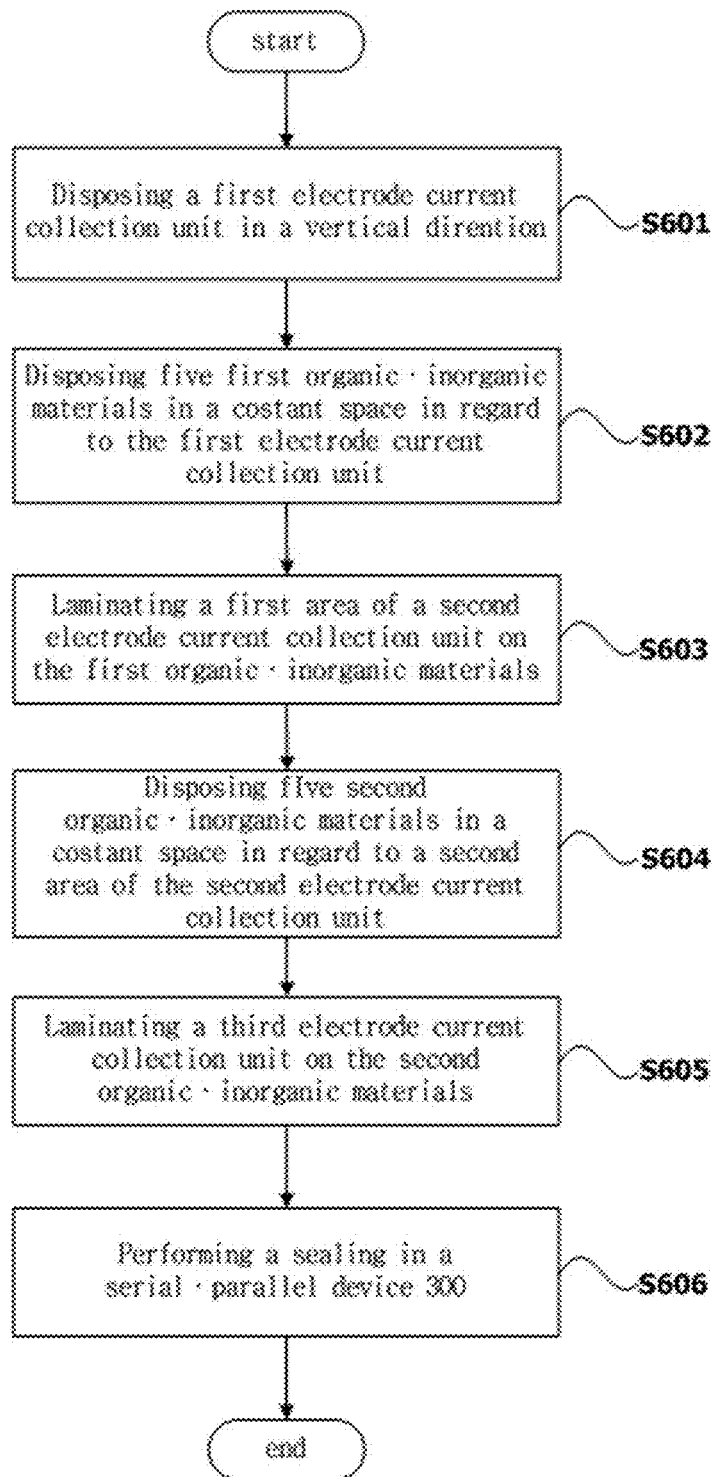 start
Disposing a first electrode current
collection unit in a vertical dirention
S601
Disposing five first organic·inorganic
materials in a costant space in regard
to the first electrode current
collection unit
S602
Laminating a first area of a second
electrode current collection unit on
the first organic·inorganic materials
S603
Disposing fIve second
organic·inorganic materials in a
costant space in regard to a second
area of the second electrode current
collection unit
S604
Laminating a third electrode current
collection unit on the second
organic·inorganic materials
S605
Performing a sealing in a
serial·parallel device 300
S606
end